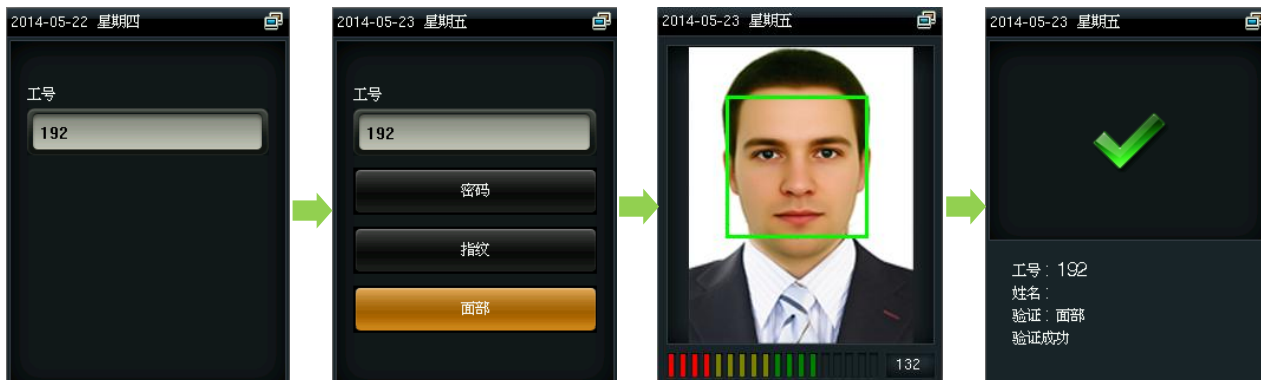 2014-05-22 星期四
工号
192
2014-05-23 星期五
工号
192
密码
指纹
面部
2014-05-23 星期五
132
2014-05-23 星期五
工号: 192
姓名:
验证: 面部
验证成功